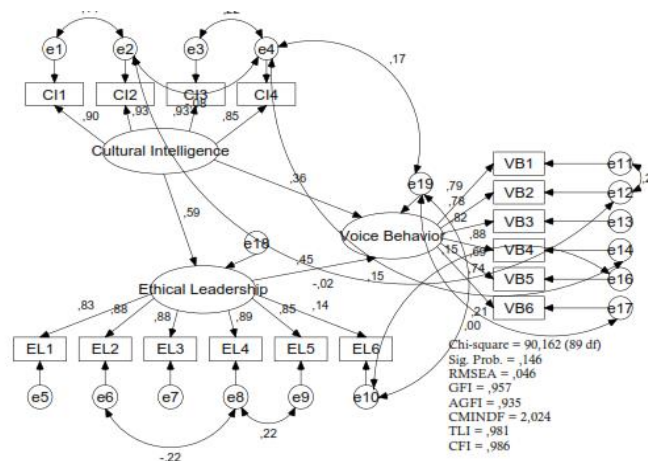 ,22
e1
e2
e3
e4
,17
CI1
CI2
CI3
CI4
-,08
,90
,93
,93
,85
Cultural Intelligence
,36
,59
e19
,79
,78
,82
,88
,69
,74
,15
VB1
VB2
VB3
VB4
VB5
VB6
e11
e12
e13
e14
e16
e17
Voice Behavior
e18
,45
-,02
,15
,21
,00
Ethical Leadership
,83
,88
,88
,89
,85
,14
EL1
EL2
EL3
EL4
EL5
EL6
e5
e6
e7
e8
e9
e10
-,22
,22
Chi-square = 90,162 (89 df)
Sig. Prob. = ,146
RMSEA = ,046
GFI = ,957
AGFI = ,935
CMINDF = 2,024
TLI = ,981
CFI = ,986